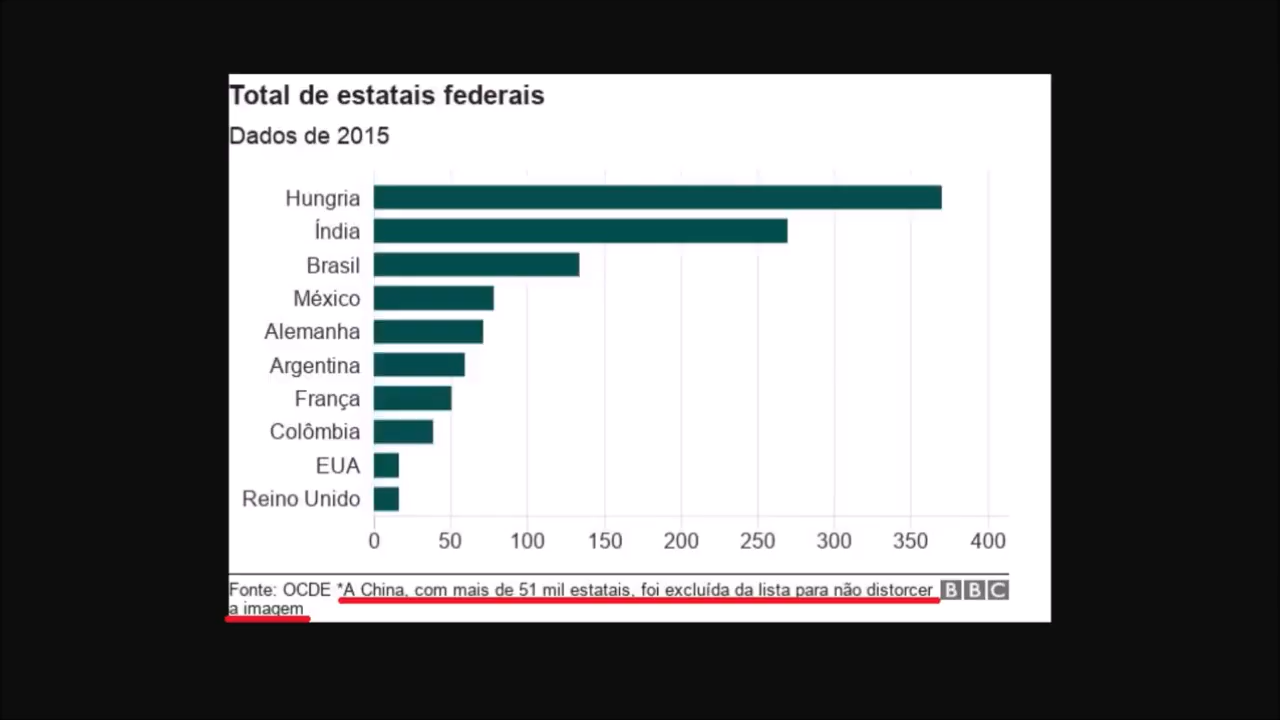 Total de estatais federais
Dados de 2015
Hungria
Índia
Brasil
México
Alemanha
Argentina
França
Colômbia
EUA
Reino Unido
0 50 100 150 200 250 300 350 400
Fonte: OCDE *A China, com mais de 51 mil estatais, foi excluída da lista para não distorcer BBC
a imagem